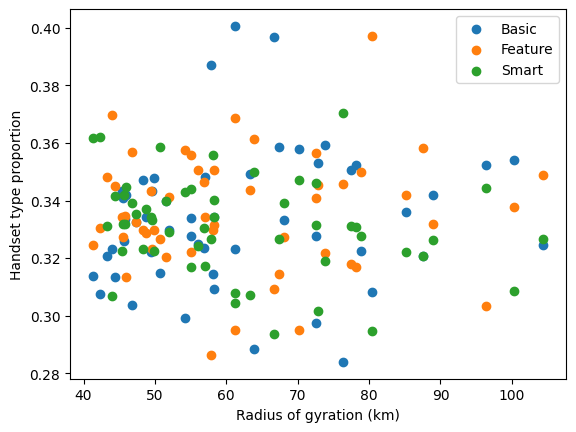 0.40
0.38
0.36
0.34
0.32
0.30
0.28
Handset type proportion
40 50 60 70 80 90 100
Radius of gyration (km)
Basic
Feature
Smart